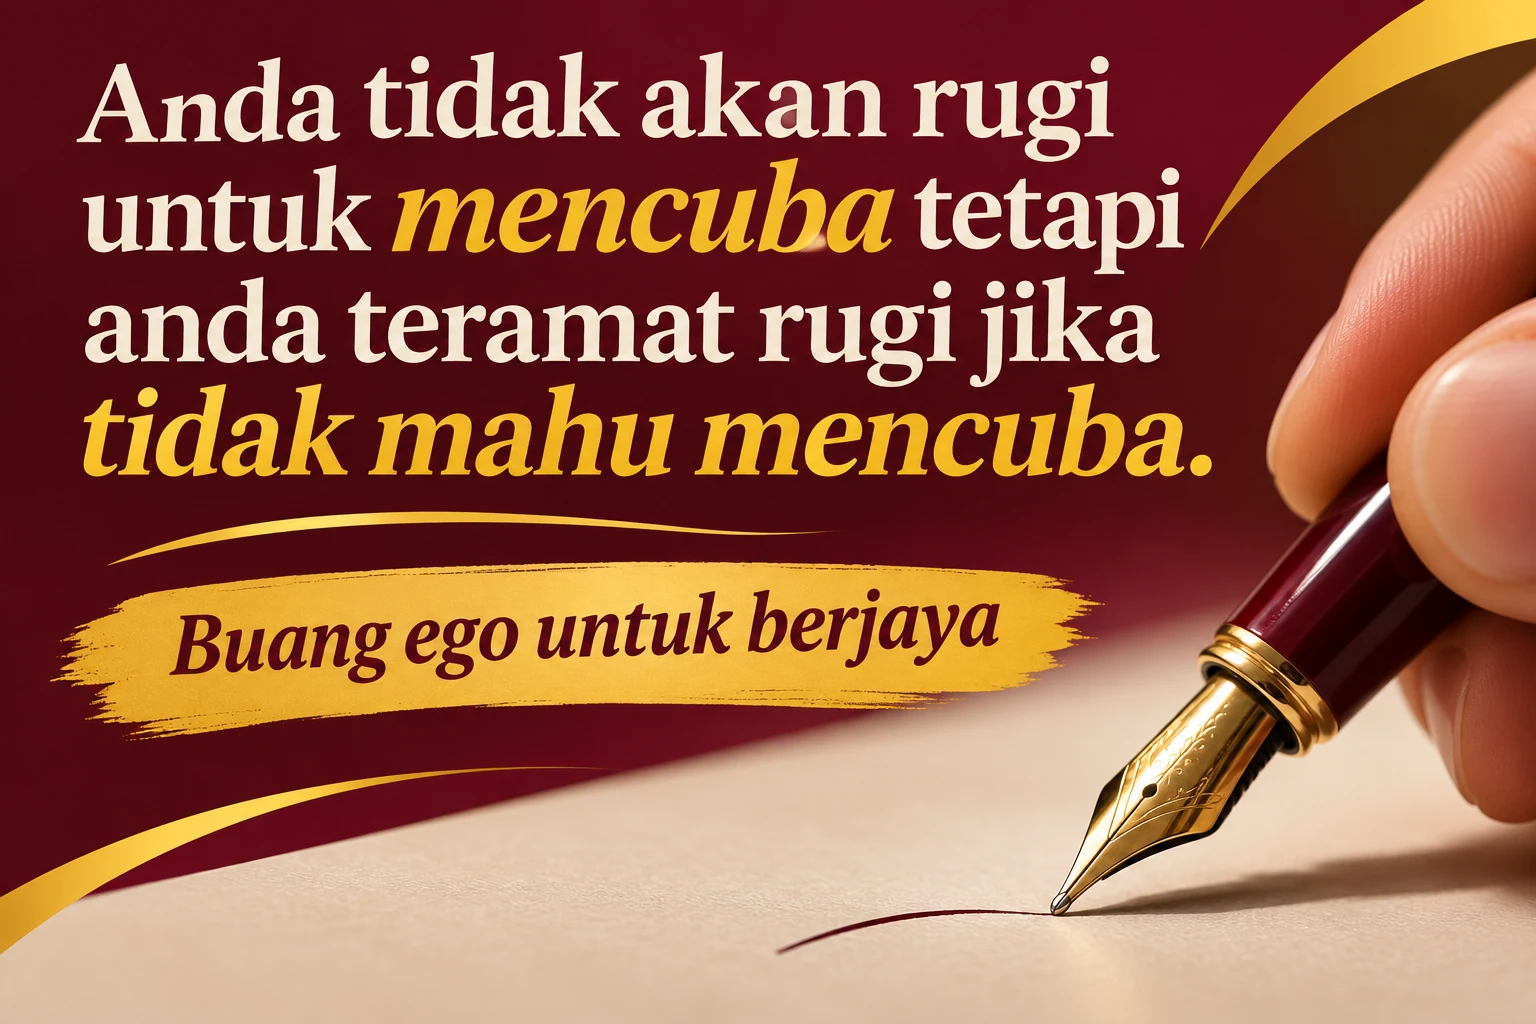 Anda tidak akan rugi
untuk mencuba tetapi
anda teramat rugi jika
tidak mahu mencuba.
Buang ego untuk berjaya